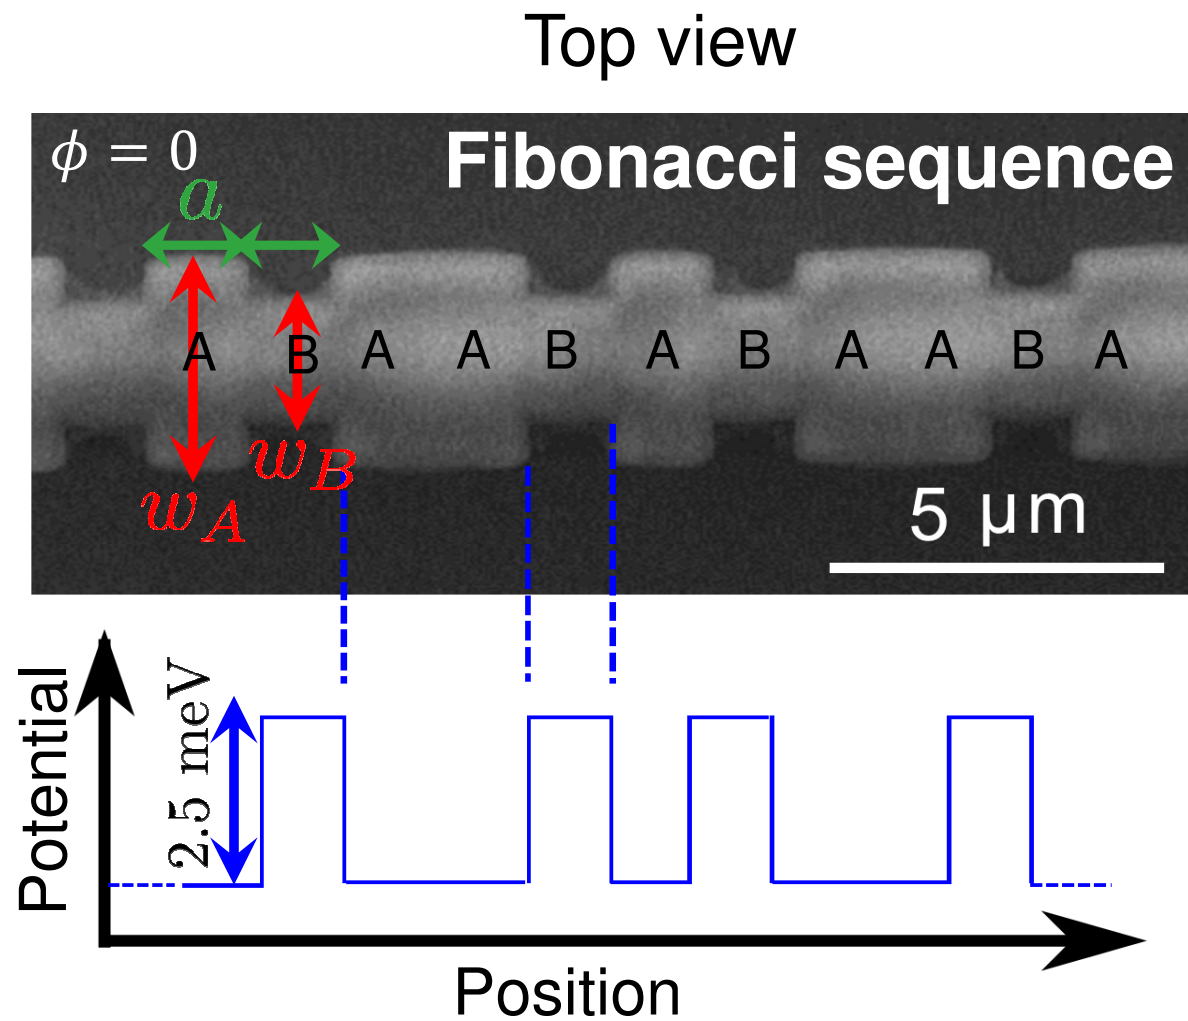 Top view
ϕ = 0
Fibonacci sequence
a
A B A A B A B A A B A
w_B
w_A
5 µm
2.5 meV
Potential
Position